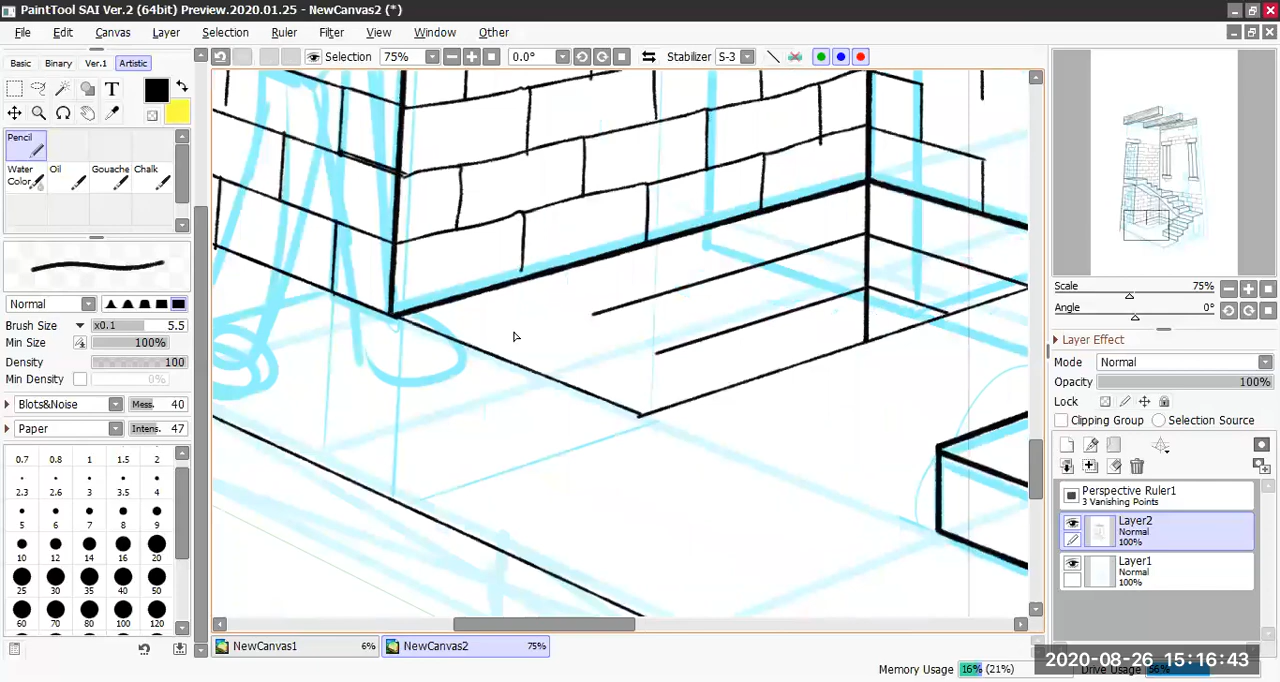 PaintTool SAI Ver.2 (64bit) Preview.2020.01.25 - NewCanvas2 (*)
File Edit Canvas Layer Selection Ruler Filter View Window Other
Basic Binary Ver.1 Artistic
Selection 75% 0.0° Stabilizer S-3
T
Pencil
Water Color Oil Gouache Chalk
Normal
Brush Size x0.1 5.5
Min Size 100%
Density 100
Min Density 0%
Blots&Noise Mess. 40
Paper Intens. 47
0.7 0.8 1 1.5 2
2.3 2.6 3 3.5 4
5 6 7 8 9
10 12 14 16 20
25 30 35 40 50
60 70 80 100 120
Scale 75%
Angle 0°
Layer Effect
Mode Normal
Opacity 100%
Lock
Clipping Group Selection Source
Perspective Ruler1
3 Vanishing Points
Layer2
Normal
100%
Layer1
Normal
100%
NewCanvas1 6% NewCanvas2 75%
Memory Usage 16% (21%) Drive Usage 56%
2020-08-26 15:16:43